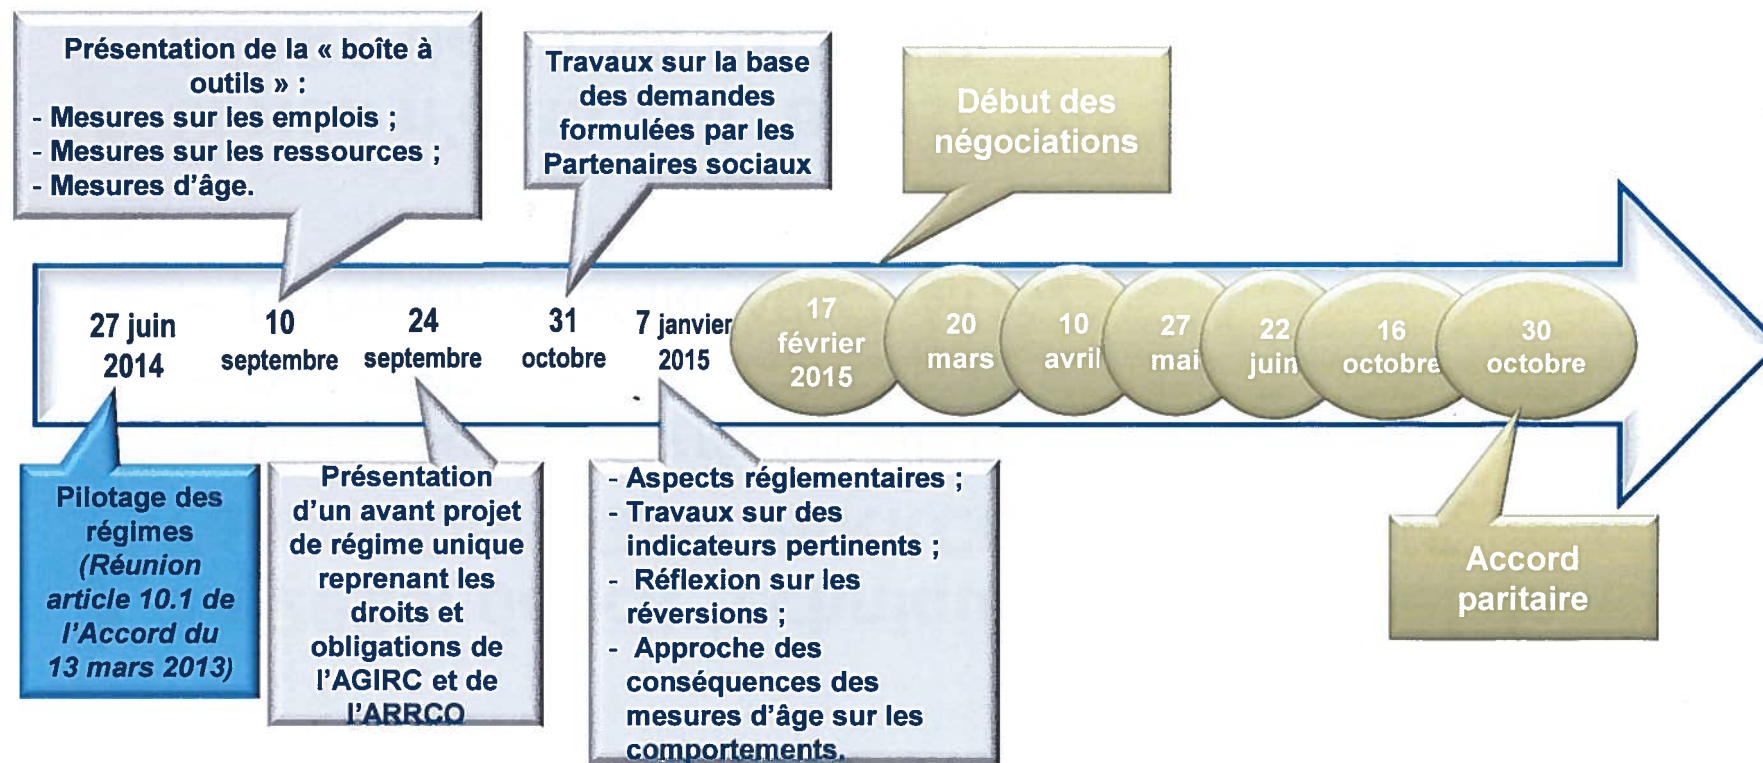 Présentation de la « boîte à
outils » :
- Mesures sur les emplois ;
- Mesures sur les ressources ;
- Mesures d'âge.
Travaux sur la base
des demandes
formulées par les
Partenaires sociaux
Début des
négociations
27 juin
2014
10
septembre
24
septembre
31
octobre
7 janvier
2015
17
février
2015
20
mars
10
avril
27
mai
22
juin
16
octobre
30
octobre
Pilotage des
régimes
(Réunion
article 10.1 de
l'Accord du
13 mars 2013)
Présentation
d'un avant projet
de régime unique
reprenant les
droits et
obligations de
l'AGIRC et de
l'ARRCO
- Aspects réglementaires ;
- Travaux sur des
indicateurs pertinents ;
- Réflexion sur les
réversions ;
- Approche des
conséquences des
mesures d'âge sur les
comportements.
Accord
paritaire